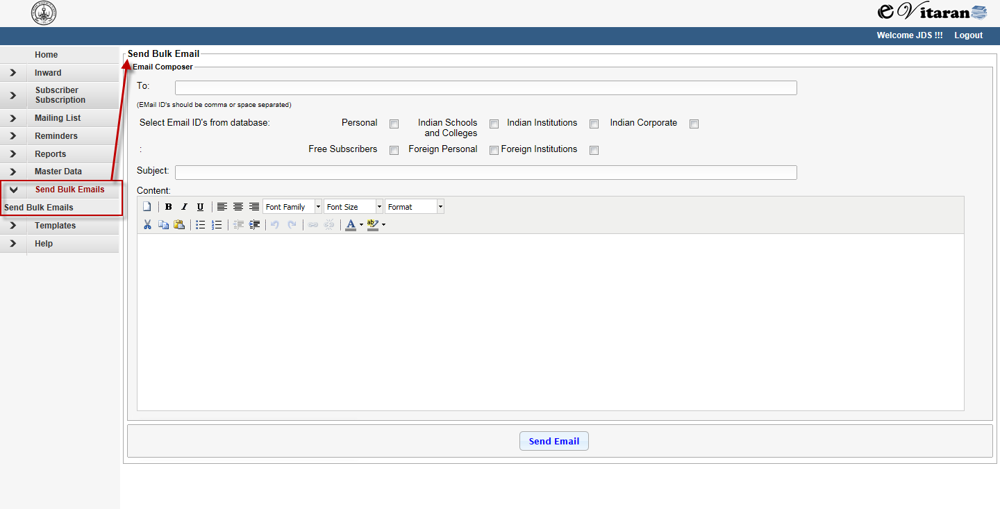 e Vitaran
Welcome JDS !!! Logout
Home
Inward
Subscriber
Subscription
Mailing List
Reminders
Reports
Master Data
Send Bulk Emails
Send Bulk Emails
Templates
Help
Send Bulk Email
Email Composer
To:
(EMail ID's should be comma or space separated)
Select Email ID's from database: Personal Indian Schools and Colleges Indian Institutions Indian Corporate
: Free Subscribers Foreign Personal Foreign Institutions
Subject:
Content:
B I U Font Family Font Size Format
A ab
Send Email